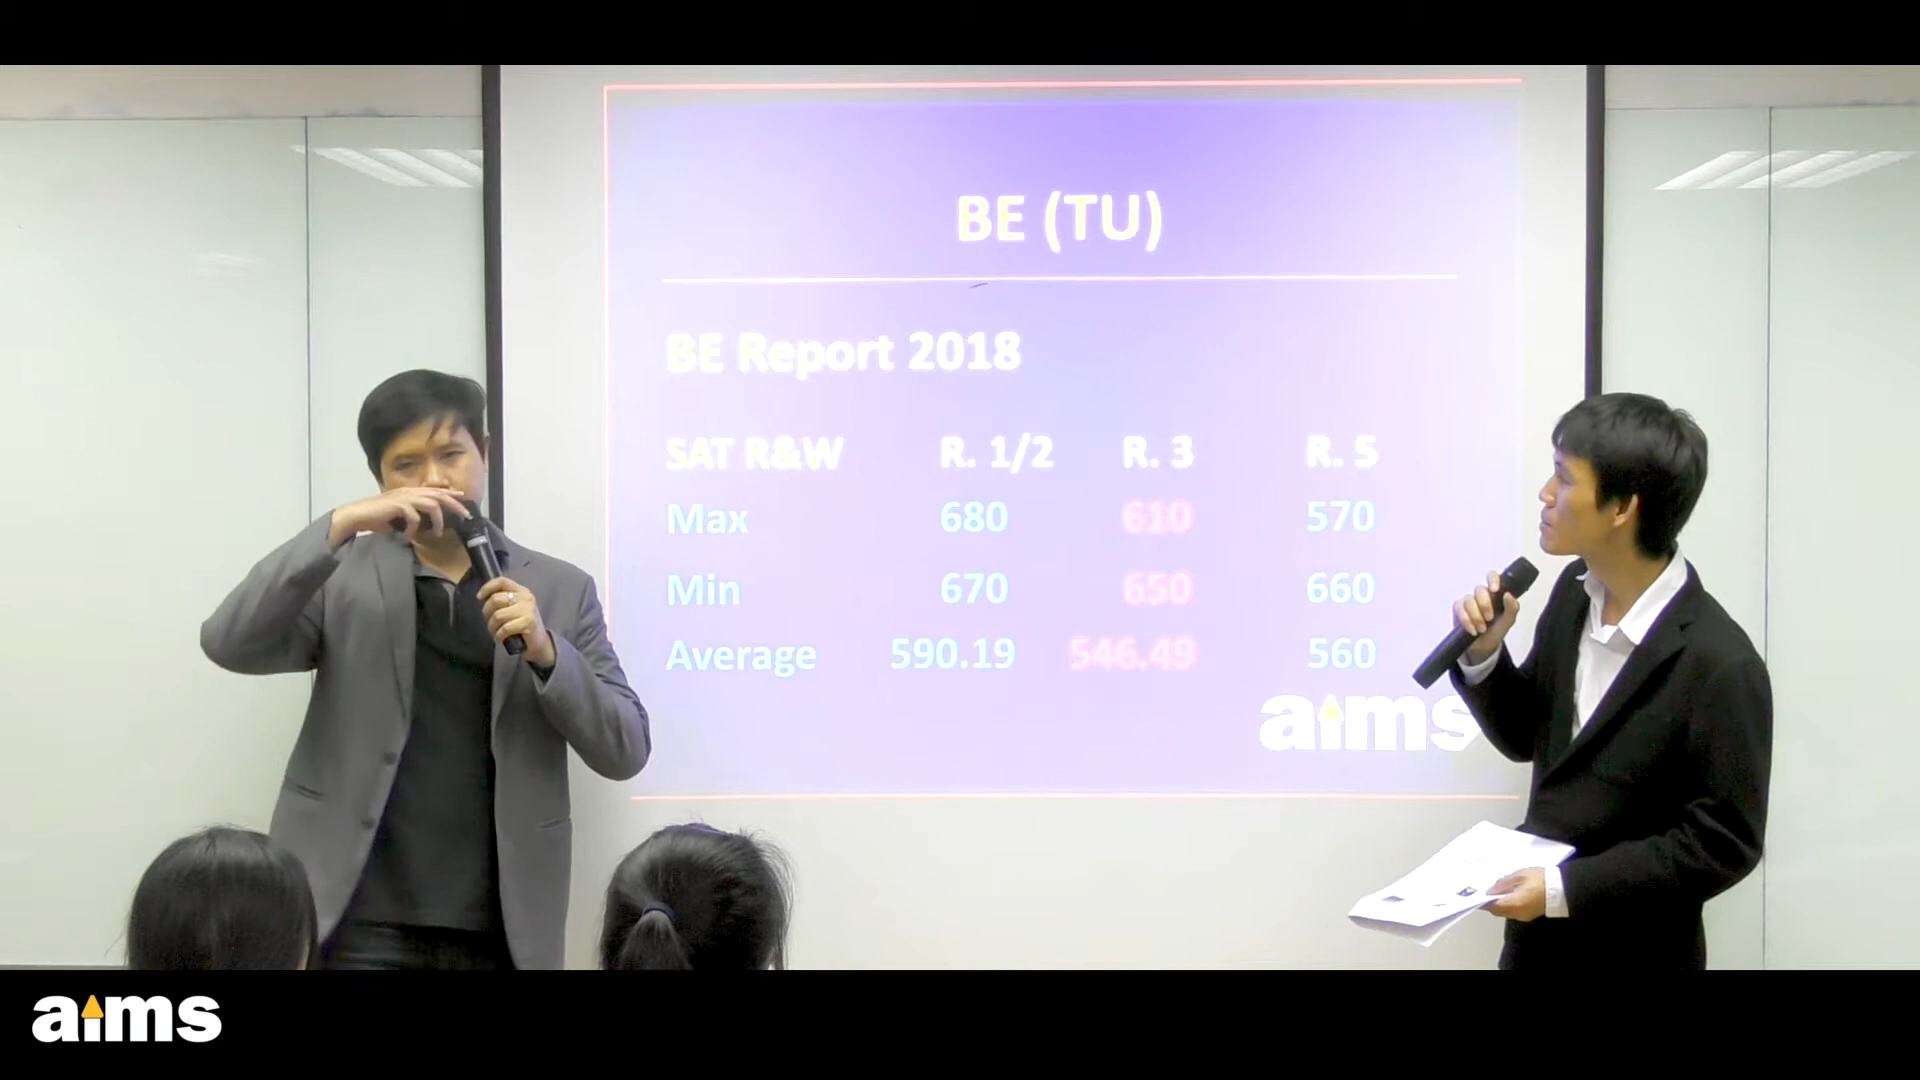 BE (TU)
BE Report 2018
SAT R&W R. 1/2 R. 3 R. 5
Max 680 610 570
Min 670 650 660
Average 590.19 546.49 560
aims
aims